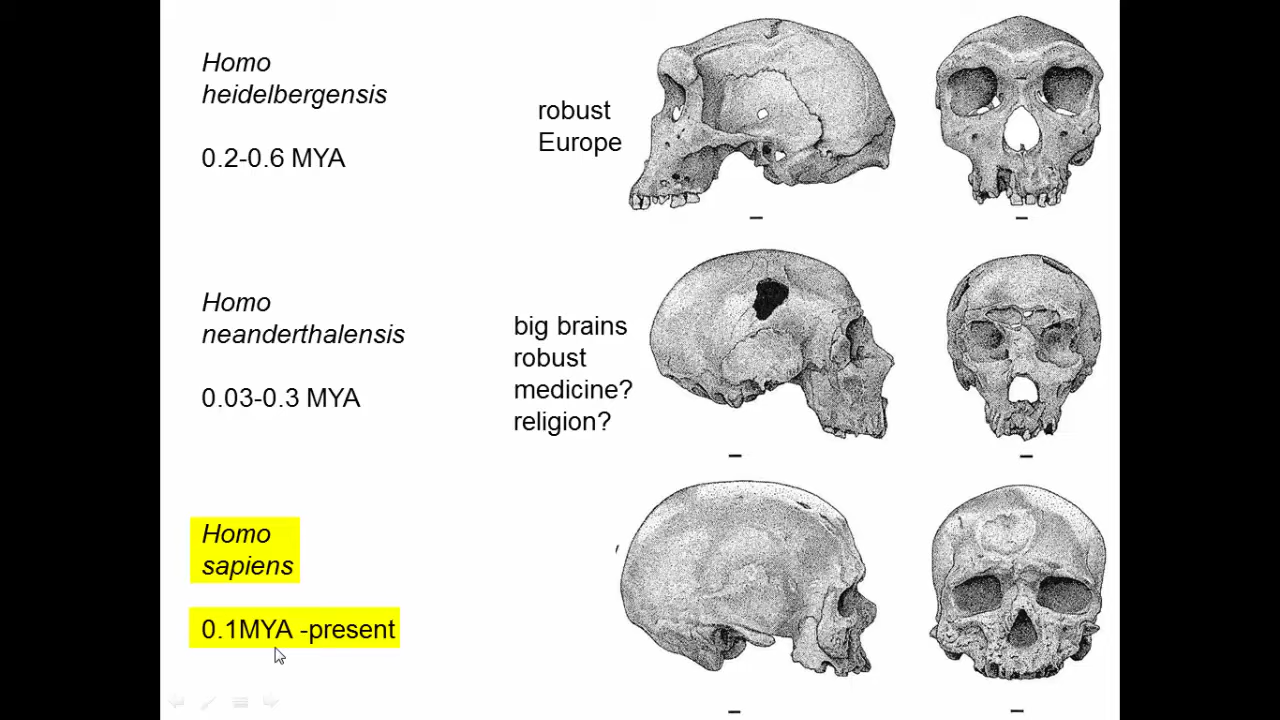 Homo
heidelbergensis
0.2-0.6 MYA
robust
Europe
Homo
neanderthalensis
0.03-0.3 MYA
big brains
robust
medicine?
religion?
Homo
sapiens
0.1MYA -present